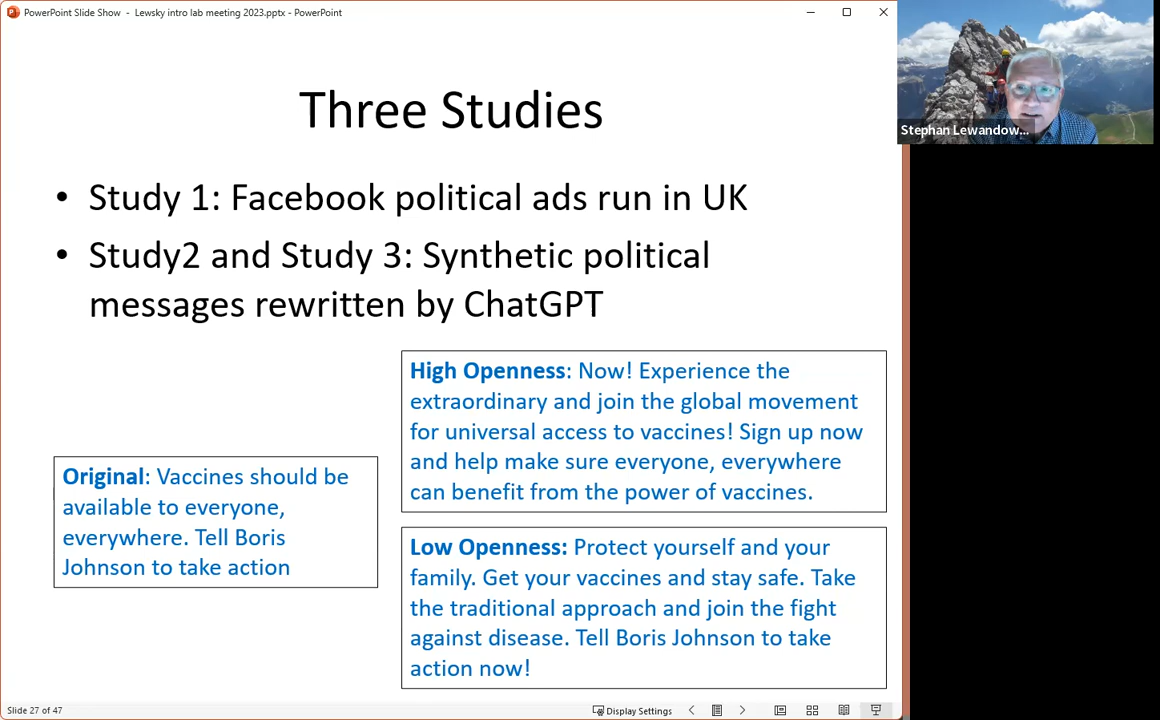 PowerPoint Slide Show - Lewsky intro lab meeting 2023.pptx - PowerPoint
Stephan Lewandow...
Three Studies
• Study 1: Facebook political ads run in UK
• Study2 and Study 3: Synthetic political
messages rewritten by ChatGPT
Original: Vaccines should be
available to everyone,
everywhere. Tell Boris
Johnson to take action
High Openness: Now! Experience the
extraordinary and join the global movement
for universal access to vaccines! Sign up now
and help make sure everyone, everywhere
can benefit from the power of vaccines.
Low Openness: Protect yourself and your
family. Get your vaccines and stay safe. Take
the traditional approach and join the fight
against disease. Tell Boris Johnson to take
action now!
Slide 27 of 47
Display Settings